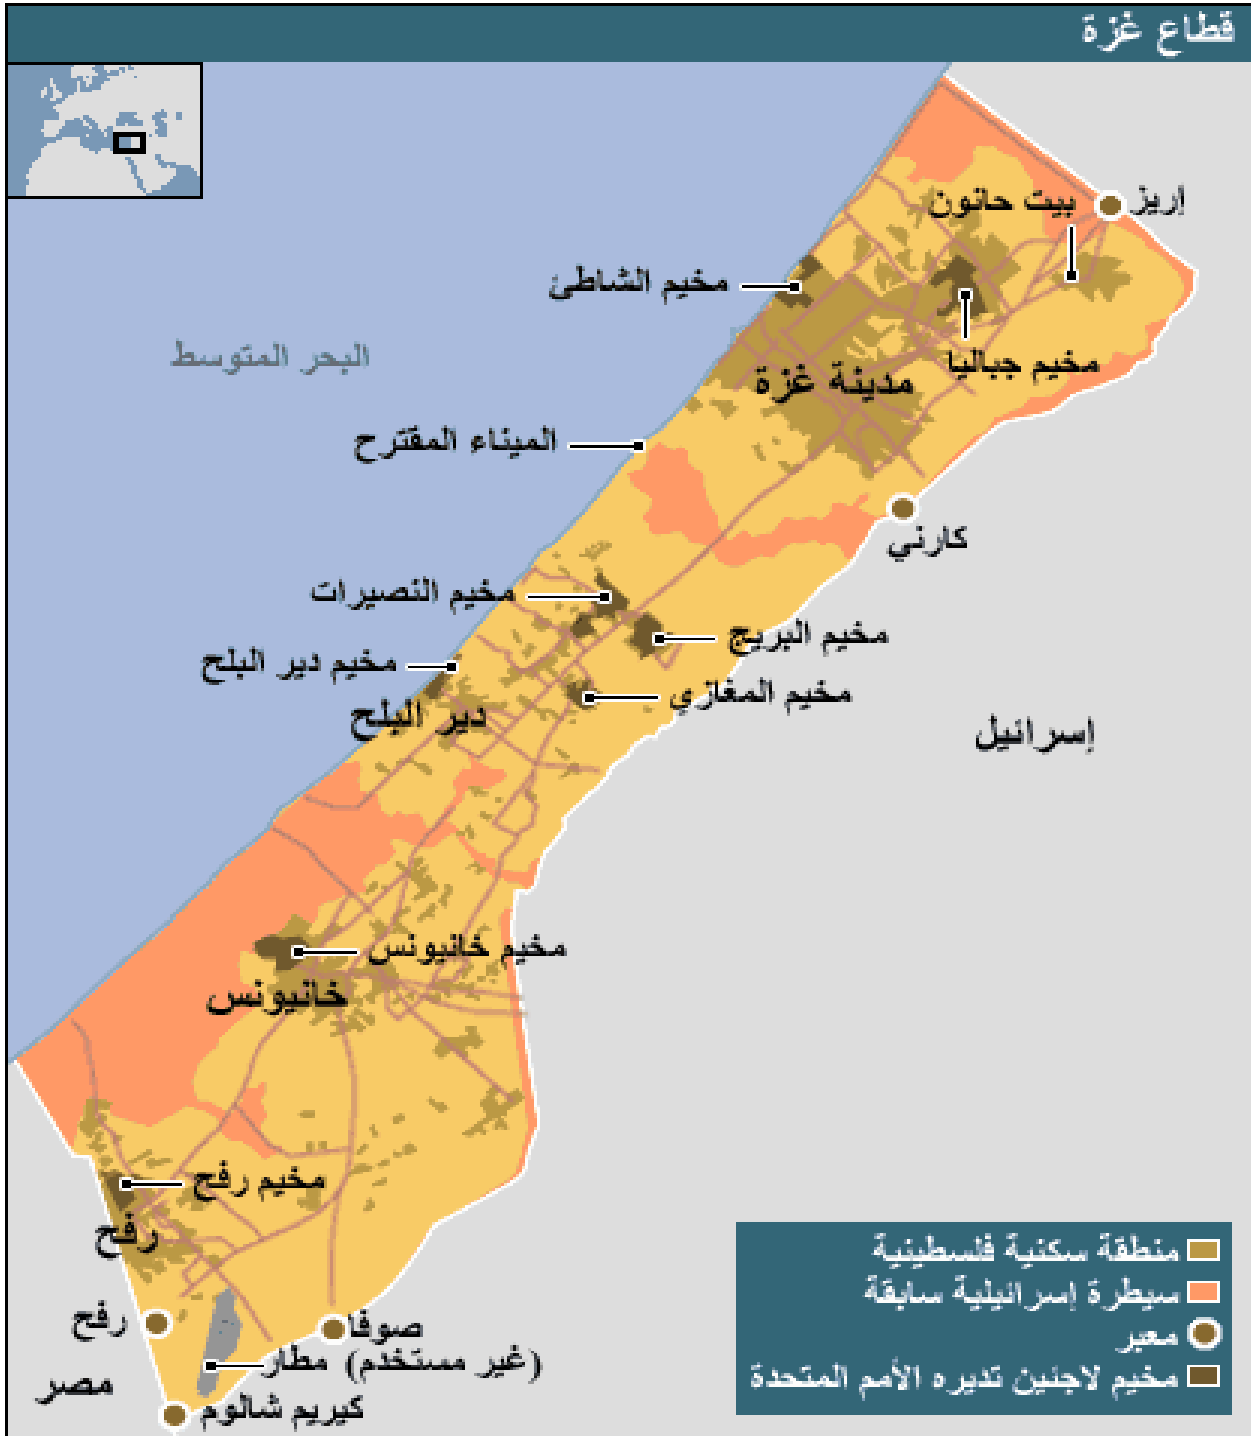 قطاع غزة
إريز
بيت حانون
مخيم الشاطئ
مخيم جباليا
مدينة غزة
البحر المتوسط
الميناء المقترح
كارني
مخيم النصيرات
مخيم البريج
مخيم دير البلح
مخيم المغازي
دير البلح
إسرائيل
مخيم خانيونس
خانيونس
مخيم رفح
رفح
رفح
صوفا
مطار (غير مستخدم)
مصر
كيريم شالوم
منطقة سكنية فلسطينية
سيطرة إسرائيلية سابقة
معبر
مخيم لاجئين تديره الأمم المتحدة